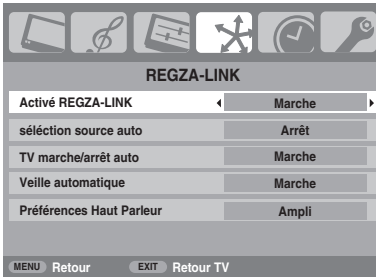 REGZA-LINK
Activé REGZA-LINK Marche
séléction source auto Arrêt
TV marche/arrêt auto Marche
Veille automatique Marche
Préférences Haut Parleur Ampli
MENU Retour EXIT Retour TV